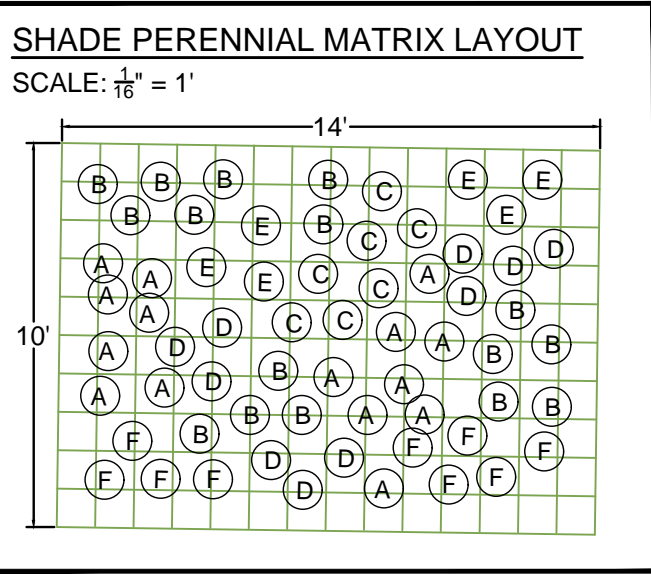 SHADE PERENNIAL MATRIX LAYOUT
SCALE: 1/16" = 1'
14'
B B B B C E E
B B E B C C E
A A E E C C A D D D
A A D C C A D B
10'
A D B A A B B
A A D B B A A A B B
F B D D F F F
F F F D A F F